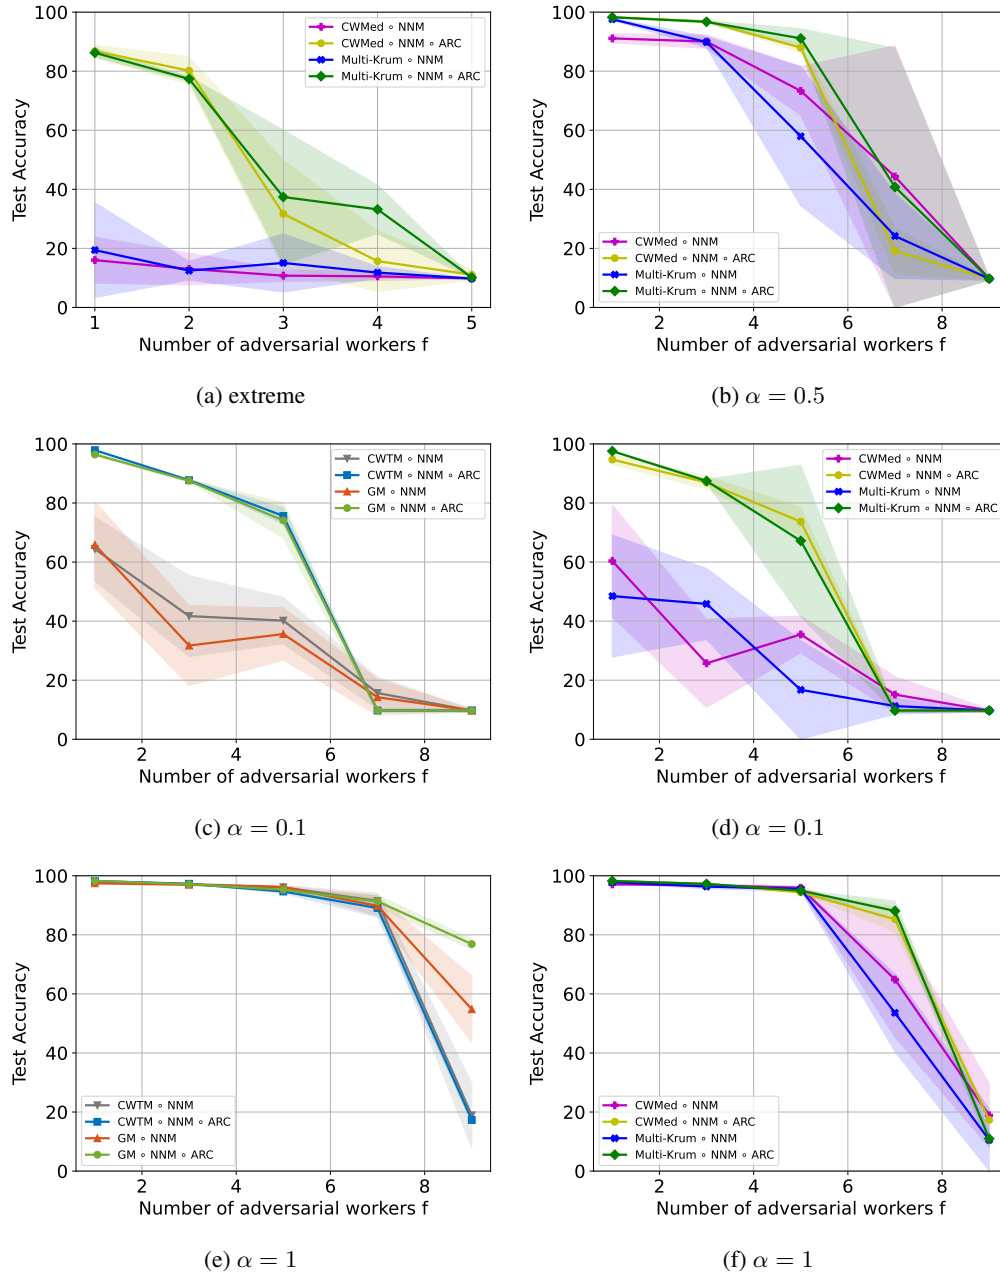 100
80
60
40
20
0
Test Accuracy
CWMed ∘ NNM
CWMed ∘ NNM ∘ ARC
Multi-Krum ∘ NNM
Multi-Krum ∘ NNM ∘ ARC
1 2 3 4 5
Number of adversarial workers f
(a) extreme
100
80
60
40
20
0
Test Accuracy
CWMed ∘ NNM
CWMed ∘ NNM ∘ ARC
Multi-Krum ∘ NNM
Multi-Krum ∘ NNM ∘ ARC
2 4 6 8
Number of adversarial workers f
(b) α = 0.5
100
80
60
40
20
0
Test Accuracy
CWTM ∘ NNM
CWTM ∘ NNM ∘ ARC
GM ∘ NNM
GM ∘ NNM ∘ ARC
2 4 6 8
Number of adversarial workers f
(c) α = 0.1
100
80
60
40
20
0
Test Accuracy
CWMed ∘ NNM
CWMed ∘ NNM ∘ ARC
Multi-Krum ∘ NNM
Multi-Krum ∘ NNM ∘ ARC
2 4 6 8
Number of adversarial workers f
(d) α = 0.1
100
80
60
40
20
0
Test Accuracy
CWTM ∘ NNM
CWTM ∘ NNM ∘ ARC
GM ∘ NNM
GM ∘ NNM ∘ ARC
2 4 6 8
Number of adversarial workers f
(e) α = 1
100
80
60
40
20
0
Test Accuracy
CWMed ∘ NNM
CWMed ∘ NNM ∘ ARC
Multi-Krum ∘ NNM
Multi-Krum ∘ NNM ∘ ARC
2 4 6 8
Number of adversarial workers f
(f) α = 1